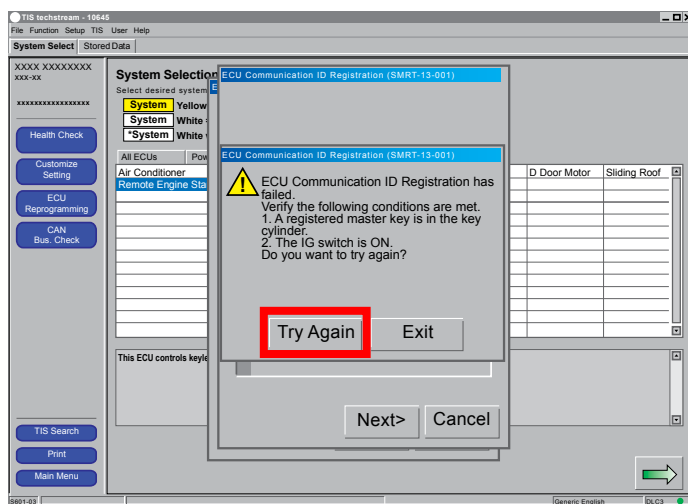 TIS techstream - 10645
File Function Setup TIS User Help
System Select Stored Data
XXXX XXXXXXXX
XXX-XX
xxxxxxxxxxxxxxxxx
Health Check
Customize
Setting
ECU
Reprogramming
CAN
Bus. Check
TIS Search
Print
Main Menu
System Selection
Select desired system
System Yellow
System White
*System White
All ECUs
Air Conditioner D Door Motor Sliding Roof
Remote Engine
This ECU controls
ECU Communication ID Registration (SMRT-13-001)
ECU Communication ID Registration (SMRT-13-001)
ECU Communication ID Registration has
failed.
Verify the following conditions are met.
1. A registered master key is in the key
cylinder.
2. The IG switch is ON.
Do you want to try again?
Try Again Exit
Next> Cancel
S601-03 Generic English DLC3